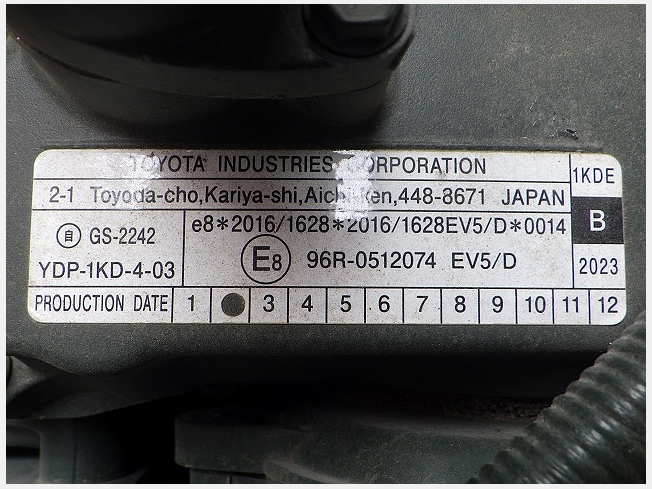 TOYOTA INDUSTRIES CORPORATION
1KDE
2-1 Toyoda-cho,Kariya-shi,Aichi-ken,448-8671 JAPAN
B
自 GS-2242
e8*2016/1628*2016/1628EV5/D*0014
YDP-1KD-4-03
E8 96R-0512074 EV5/D
2023
PRODUCTION DATE 1 3 4 5 6 7 8 9 10 11 12